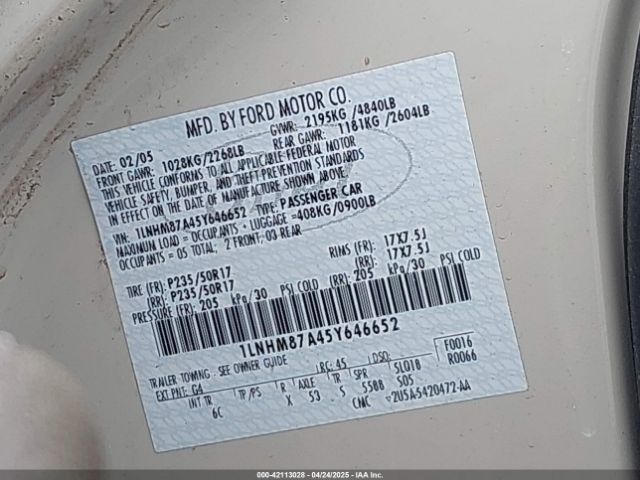 MFD. BY FORD MOTOR CO.
DATE: 02/05 GVWR: 2195KG /4840LB
FRONT GAWR: 1028KG/2268LB REAR GAWR: 1181KG /2604LB
THIS VEHICLE CONFORMS TO ALL APPLICABLE FEDERAL MOTOR
VEHICLE SAFETY, BUMPER, AND THEFT PREVENTION STANDARDS
IN EFFECT ON THE DATE OF MANUFACTURE SHOWN ABOVE.
VIN: 1LNHM87A45Y646652 TYPE: PASSENGER CAR
MAXIMUM LOAD = OCCUPANTS + LUGGAGE =408KG/0900LB
OCCUPANTS = 05 TOTAL; 2 FRONT, 03 REAR
TIRE (FR): P235/50R17 RIMS (FR): 17X7.5J
(RR): P235/50R17 (RR): 17X7.5J
PRESSURE (FR): 205 kPa/30 PSI COLD (RR): 205 kPa/30 PSI COLD
1LNHM87A45Y646652
TRAILER TOWING - SEE OWNER GUIDE
F0016
R0066
EXT PNT: G4 RC: 45 DSO:
INT TR TP/PS R AXLE TR SPR
6C X 53 S 5588 SL018 S05
CMC 2U5A5420472-AA
000-42113028 - 04/24/2025 - IAAI, Inc.